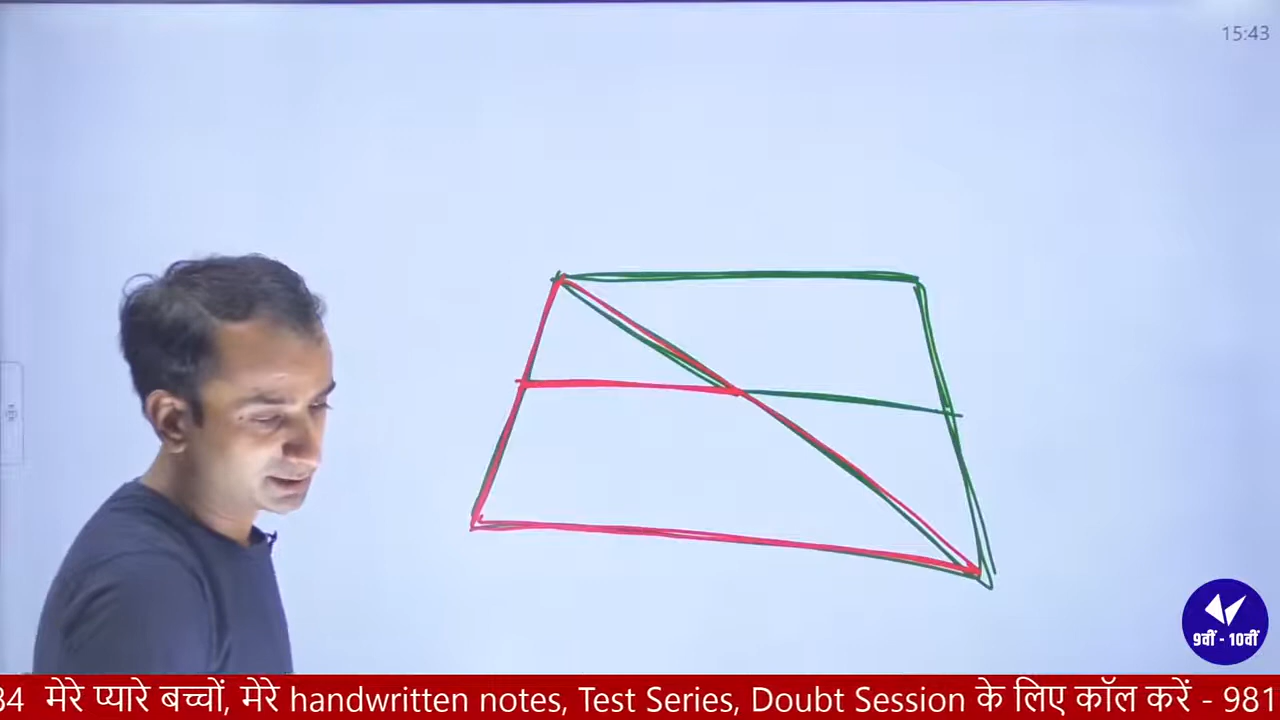 15:43
9वीं - 10वीं
34 मेरे प्यारे बच्चों, मेरे handwritten notes, Test Series, Doubt Session के लिए कॉल करें - 981